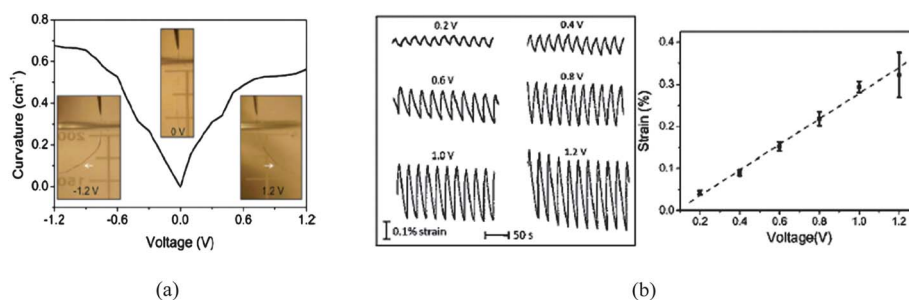 Curvature (cm⁻¹)
0.8
0.6
0.4
0.2
0.0
-1.2
-0.6
0.0
0.6
1.2
Voltage (V)
200
150
-1.2 V
0 V
1.2 V
0.2 V
0.4 V
0.6 V
0.8 V
1.0 V
1.2 V
0.1% strain
50 s
Strain (%)
0.4
0.3
0.2
0.1
0.0
0.2
0.4
0.6
0.8
1.0
1.2
Voltage(V)
(a)
(b)